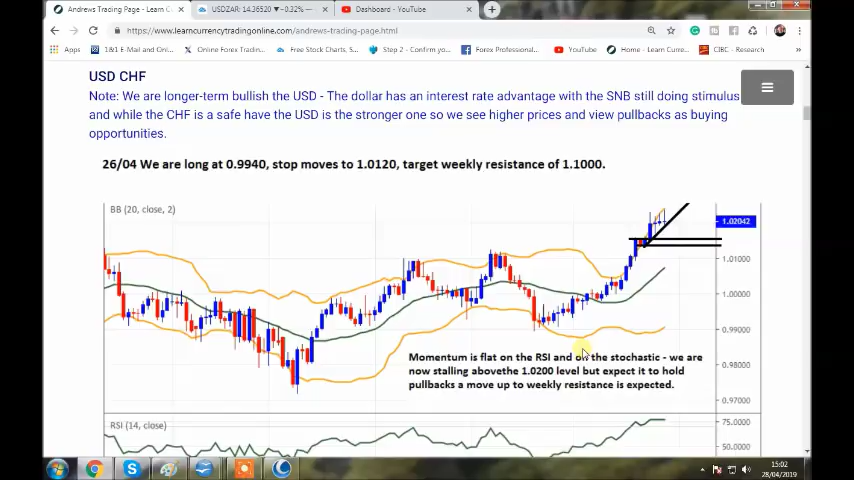 Andrews Trading Page - Learn C
USDZAR: 14.36520 ▼−0.32% —
Dashboard - YouTube
https://www.learncurrencytradingonline.com/andrews-trading-page.html
Apps
1&1 E-Mail and Onl...
Online Forex Trading...
Free Stock Charts, S...
Step 2 - Confirm yo...
Forex Professional...
YouTube
Home - Learn Curre...
CIBC - Research
USD CHF
Note: We are longer-term bullish the USD - The dollar has an interest rate advantage with the SNB still doing stimulus
and while the CHF is a safe have the USD is the stronger one so we see higher prices and view pullbacks as buying
opportunities.
26/04 We are long at 0.9940, stop moves to 1.0120, target weekly resistance of 1.1000.
BB (20, close, 2)
1.02042
1.01000
1.00000
0.99000
0.98000
0.97000
Momentum is flat on the RSI and on the stochastic - we are
now stalling abovethe 1.0200 level but expect it to hold
pullbacks a move up to weekly resistance is expected.
RSI (14, close)
75.0000
50.0000
15:02
28/04/2019